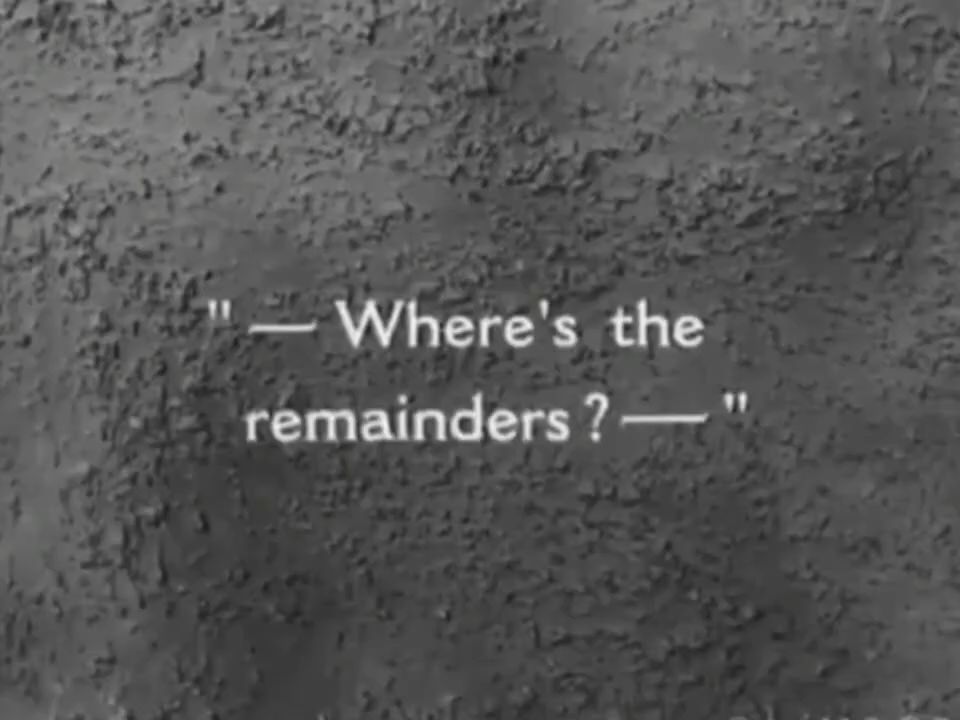 "— Where's the
remainders ? — "